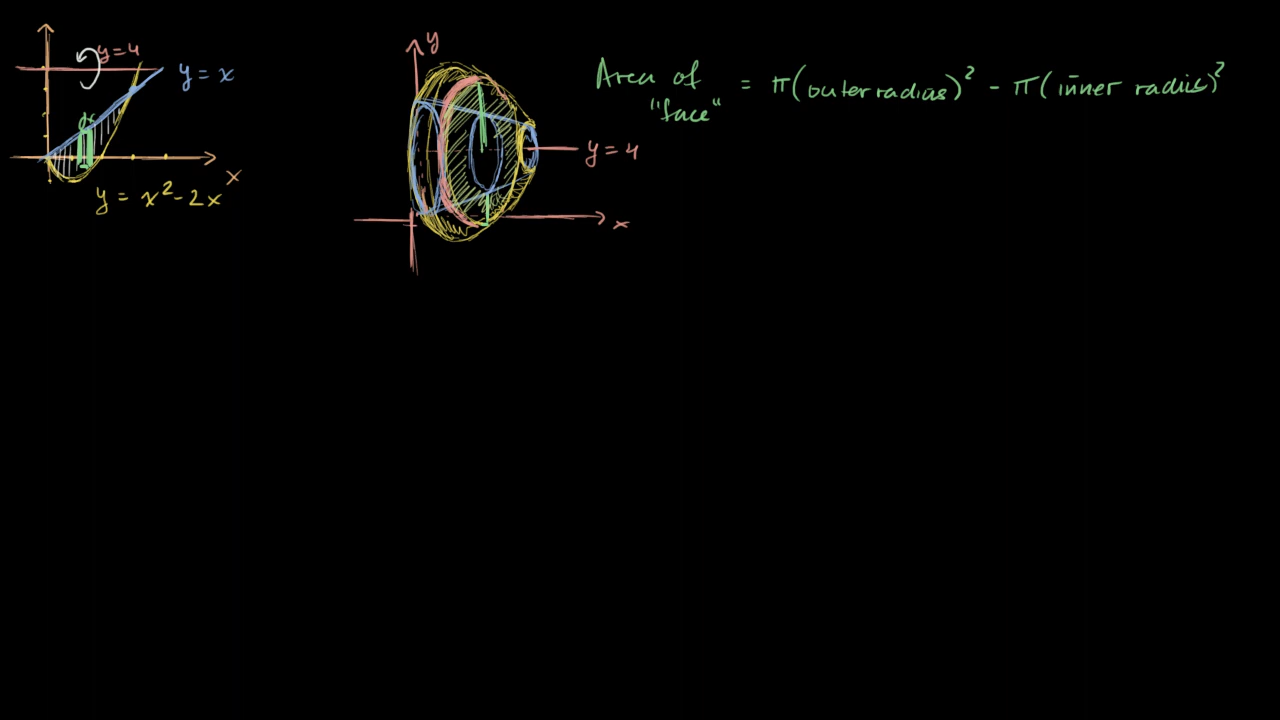 y=4
y = x
dx
x
y = x²-2x
y
y = 4
x
Area of "face" = π(outer radius)² - π(inner radius)²